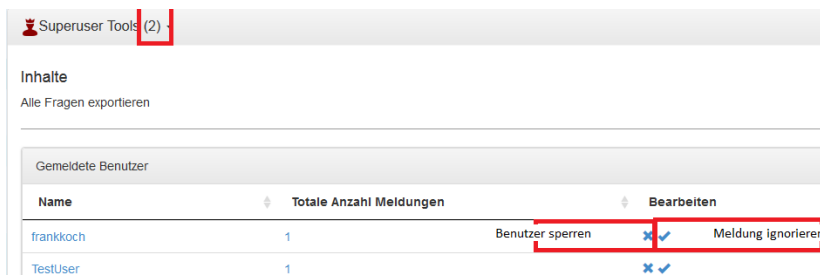 Superuser Tools (2)
Inhalte
Alle Fragen exportieren
Gemeldete Benutzer
Name Totale Anzahl Meldungen Bearbeiten
frankkoch 1 Benutzer sperren Meldung ignorieren
TestUser 1